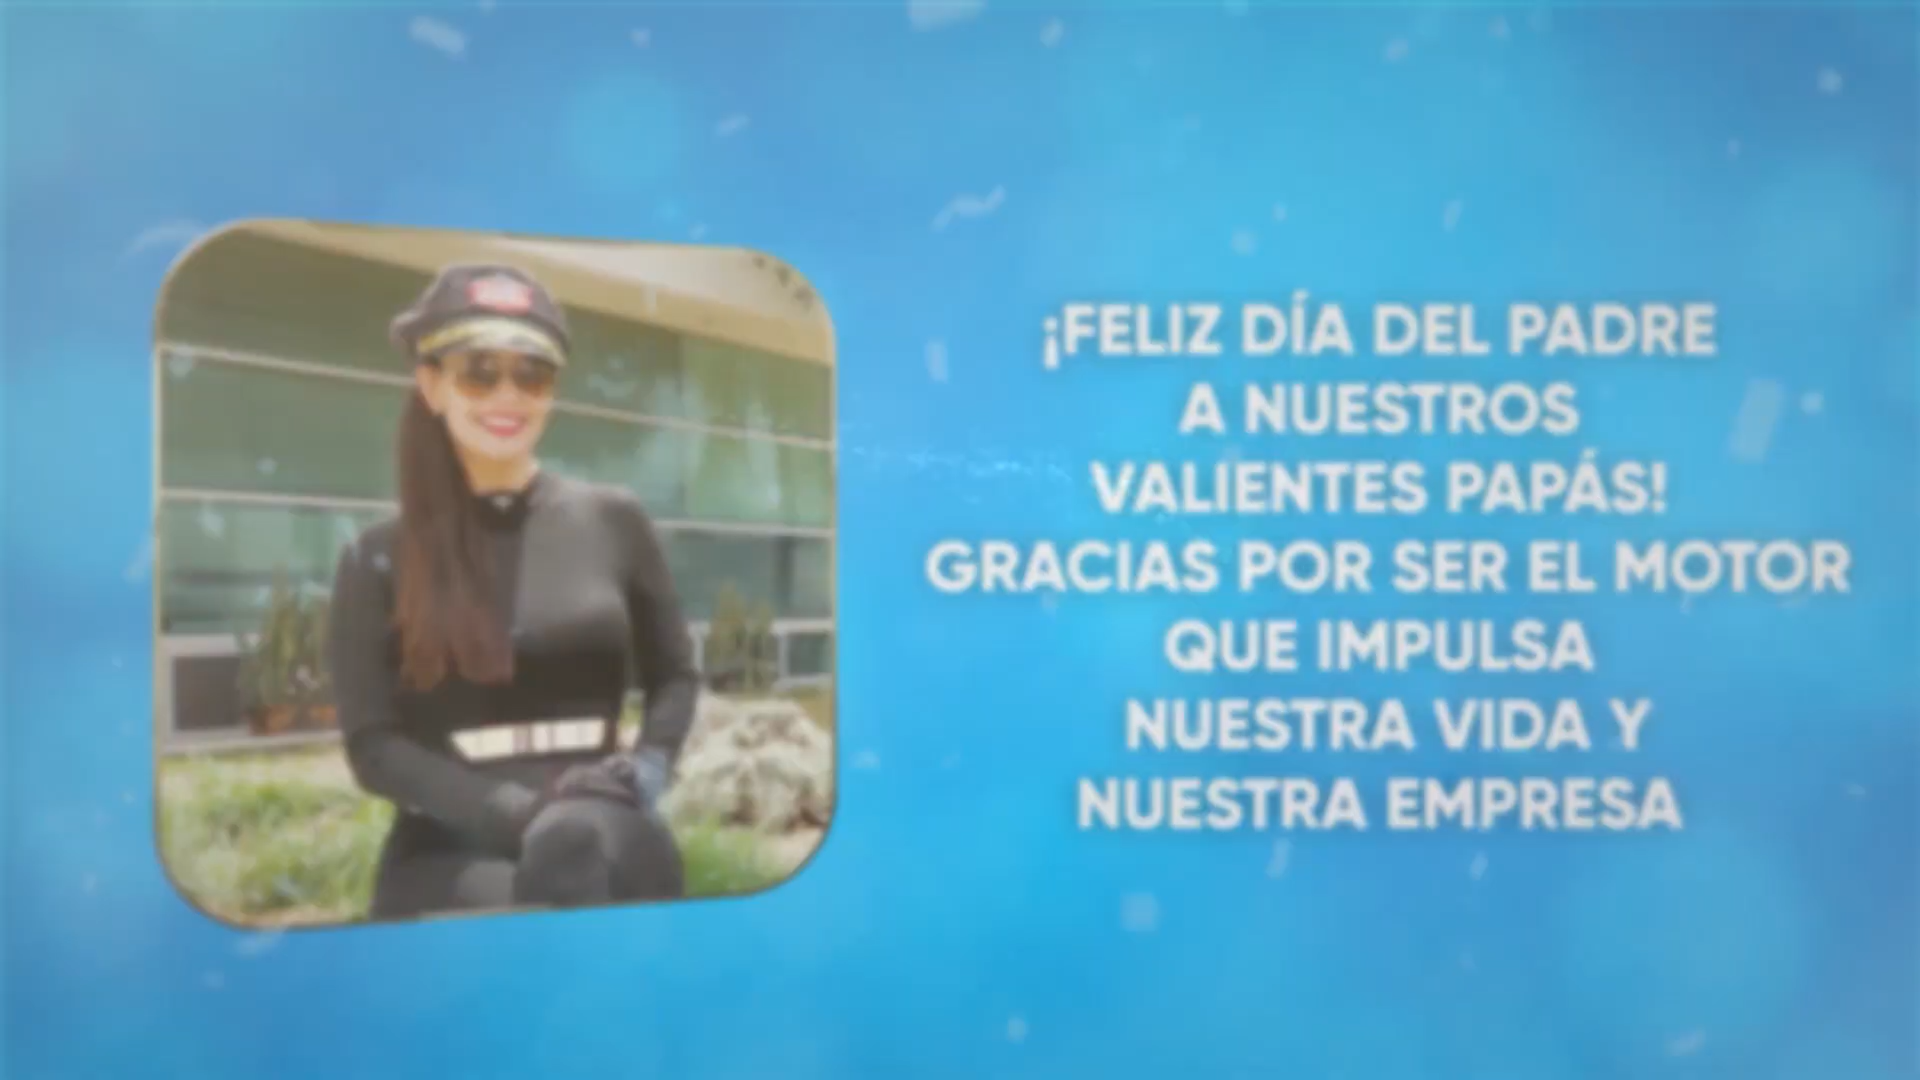 ¡FELIZ DÍA DEL PADRE
A NUESTROS
VALIENTES PAPÁS!
GRACIAS POR SER EL MOTOR
QUE IMPULSA
NUESTRA VIDA Y
NUESTRA EMPRESA